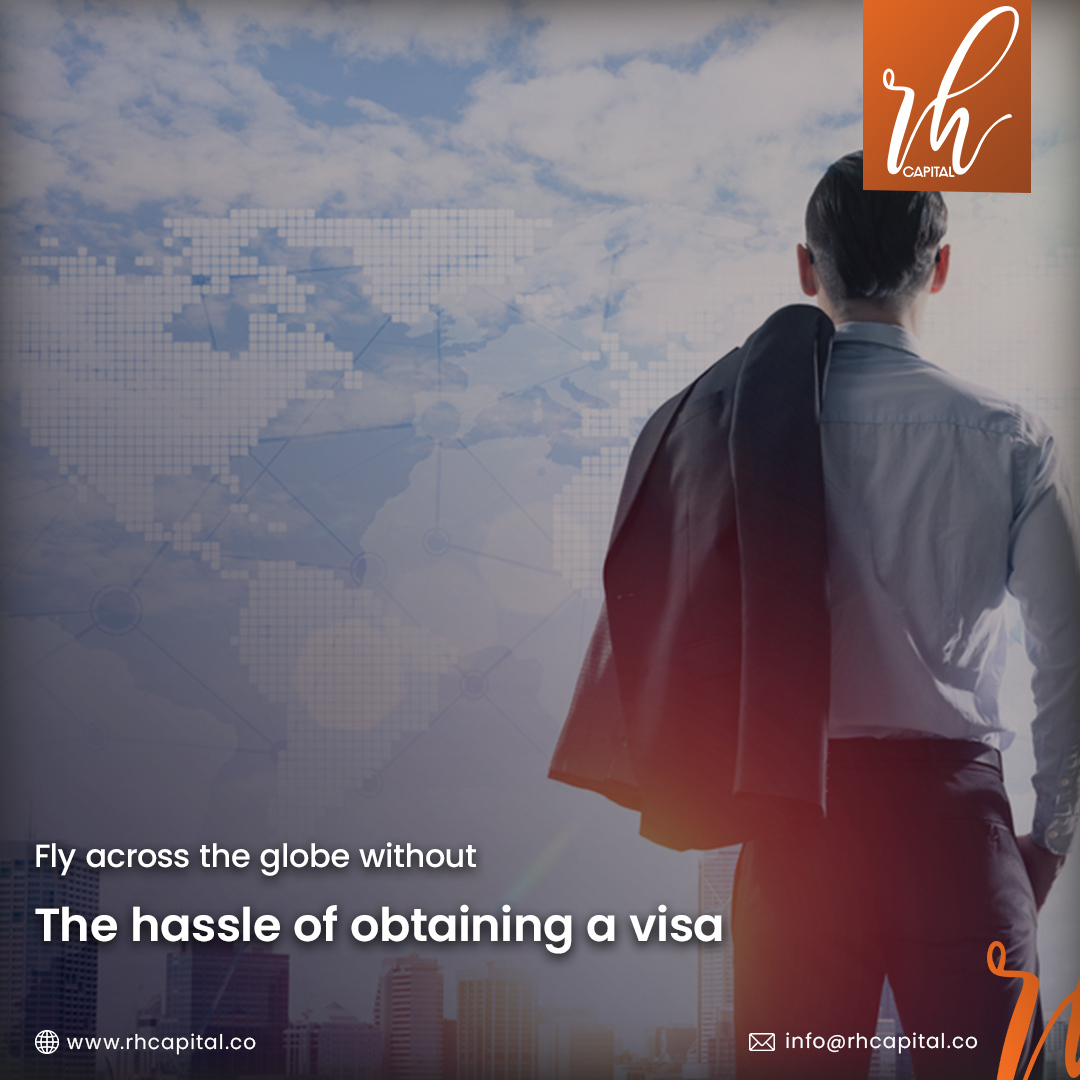 rh
CAPITAL
Fly across the globe without
The hassle of obtaining a visa
www.rhcapital.co
info@rhcapital.co